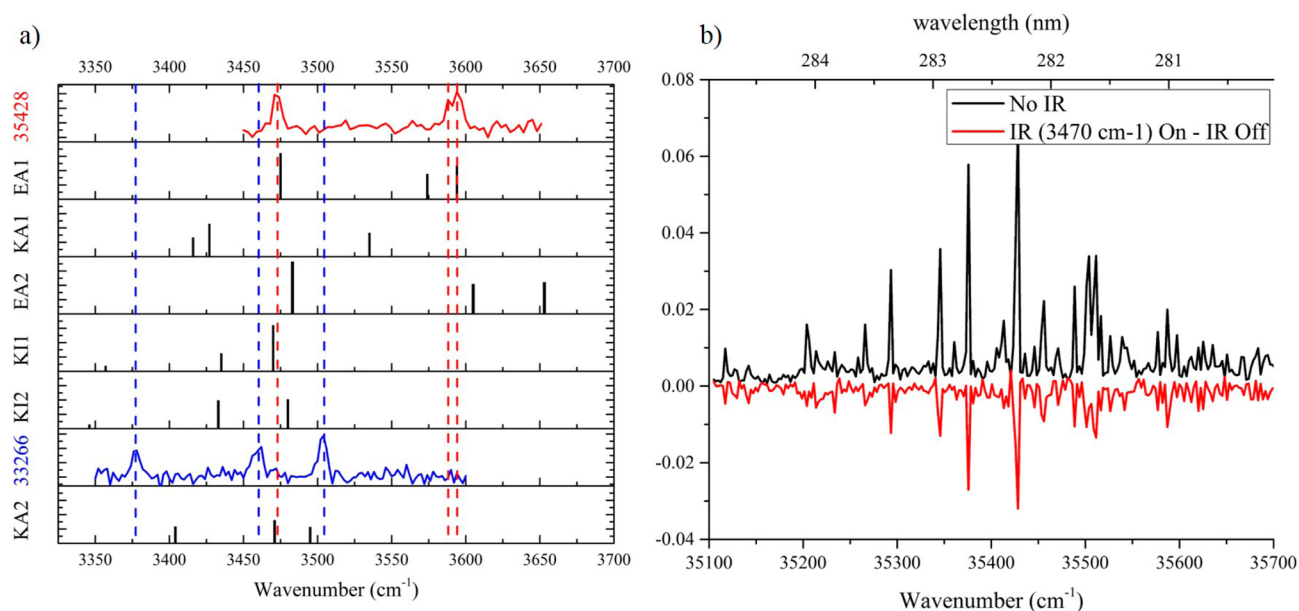 a)
3350 3400 3450 3500 3550 3600 3650 3700
35428
EA1
KA1
EA2
KI1
KI2
33266
KA2
3350 3400 3450 3500 3550 3600 3650 3700
Wavenumber (cm-1)
b)
wavelength (nm)
284 283 282 281
0.08
No IR
IR (3470 cm-1) On - IR Off
0.06
0.04
0.02
0.00
-0.02
-0.04
35100 35200 35300 35400 35500 35600 35700
Wavenumber (cm-1)